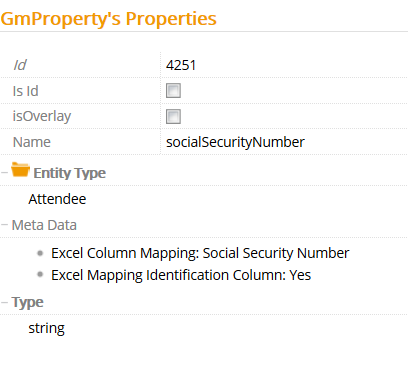 GmProperty's Properties
Id 4251
Is Id
isOverlay
Name socialSecurityNumber
Entity Type
Attendee
Meta Data
Excel Column Mapping: Social Security Number
Excel Mapping Identification Column: Yes
Type
string